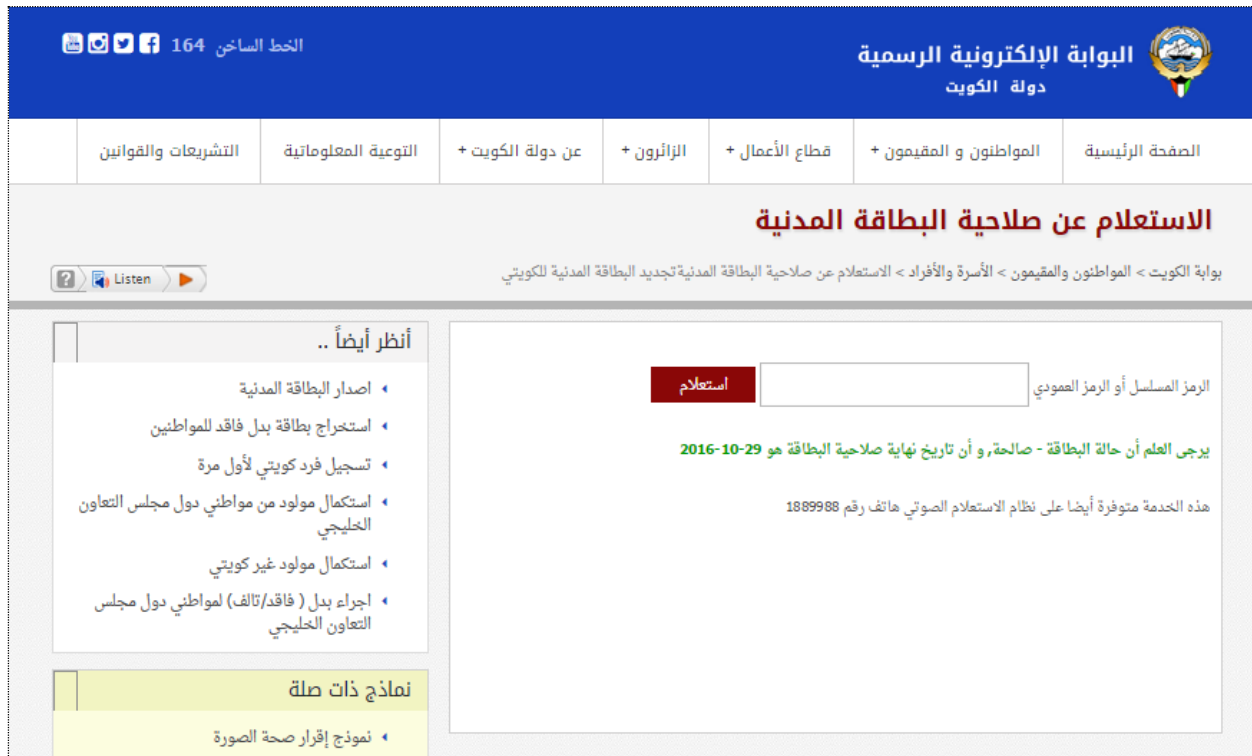 البوابة الإلكترونية الرسمية
دولة الكويت
الخط الساخن 164
الصفحة الرئيسية
المواطنون و المقيمون +
قطاع الأعمال +
الزائرون +
عن دولة الكويت +
التوعية المعلوماتية
التشريعات والقوانين
الاستعلام عن صلاحية البطاقة المدنية
بوابة الكويت > المواطنون والمقيمون > الأسرة والأفراد > الاستعلام عن صلاحية البطاقة المدنيةتجديد البطاقة المدنية للكويتي
Listen
?
الرمز المسلسل أو الرمز العمودي
استعلام
يرجى العلم أن حالة البطاقة - صالحة, و أن تاريخ نهاية صلاحية البطاقة هو 29-10-2016
هذه الخدمة متوفرة أيضا على نظام الاستعلام الصوتي هاتف رقم 1889988
أنظر أيضاً ..
اصدار البطاقة المدنية
استخراج بطاقة بدل فاقد للمواطنين
تسجيل فرد كويتي لأول مرة
استكمال مولود من مواطني دول مجلس التعاون
الخليجي
استكمال مولود غير كويتي
اجراء بدل ( فاقد/تالف) لمواطني دول مجلس
التعاون الخليجي
نماذج ذات صلة
نموذج إقرار صحة الصورة